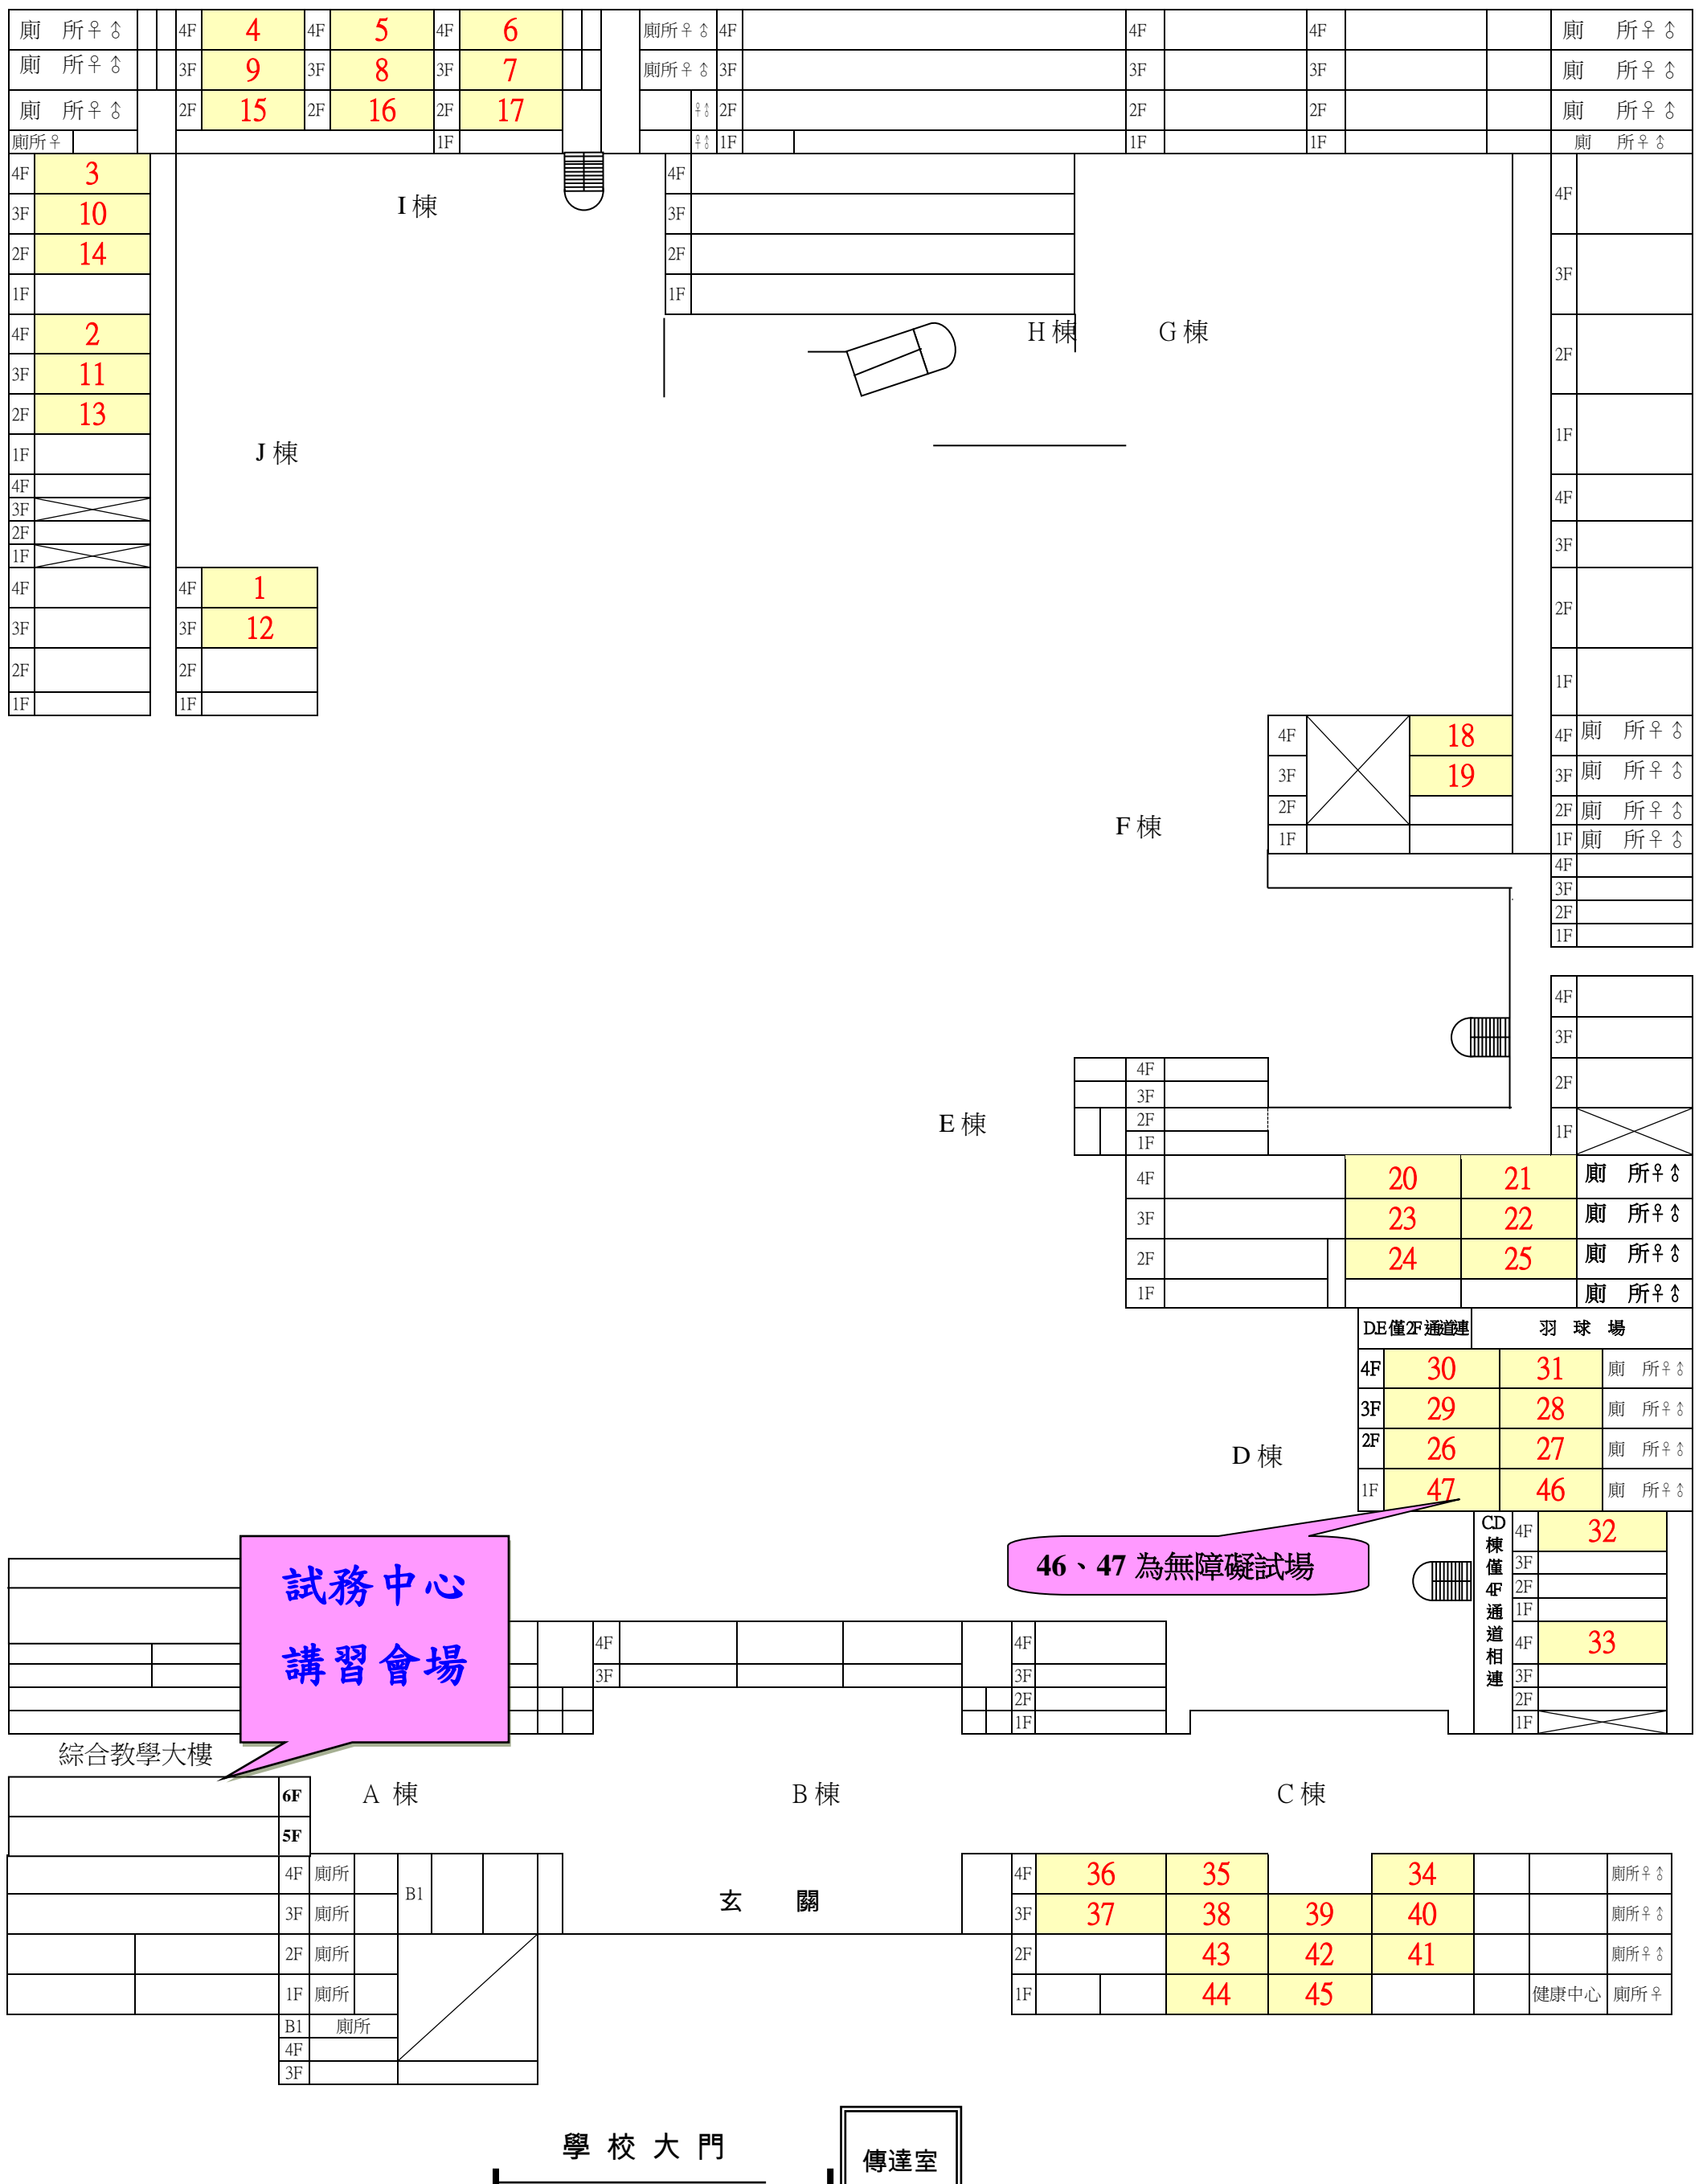 廁 所♀♂ 4F 4 4F 5 4F 6 廁所♀♂ 4F 4F 4F 廁 所♀♂
廁 所♀♂ 3F 9 3F 8 3F 7 廁所♀♂ 3F 3F 3F 廁 所♀♂
廁 所♀♂ 2F 15 2F 16 2F 17 ♀♂ 2F 2F 2F 廁 所♀♂
廁所♀ 1F ♀♂ 1F 1F 1F 廁 所♀♂
4F 3 4F 4F
3F 10 I 棟 3F
2F 14 2F 3F
1F 1F
4F 2 H 棟 G 棟 2F
3F 11
2F 13 1F
1F J 棟
4F 4F
3F
2F
1F 3F
4F 4F 1 2F
3F 3F 12
2F 2F 1F
1F 1F
4F 18 4F 廁 所♀♂
3F 19 3F 廁 所♀♂
2F 2F 廁 所♀♂
F 棟 1F 1F 廁 所♀♂
4F
3F
2F
1F
4F
3F
4F 2F
3F
E 棟 2F 1F
1F
4F 20 21 廁 所♀♂
3F 23 22 廁 所♀♂
2F 24 25 廁 所♀♂
1F 廁 所♀♂
D.E僅2F通道連 羽 球 場
4F 30 31 廁 所♀♂
3F 29 28 廁 所♀♂
D 棟 2F 26 27 廁 所♀♂
1F 47 46 廁 所♀♂
46、47 為無障礙試場
CD棟僅4F通道相連
4F 32
3F
2F
1F
4F 33
3F
2F
1F
試務中心
講習會場
4F 4F
3F 3F
2F
1F
綜合教學大樓
6F A 棟 B 棟 C 棟
5F
4F 廁所 B1 4F 36 35 34 廁所♀♂
3F 廁所 玄 關 3F 37 38 39 40 廁所♀♂
2F 廁所 2F 43 42 41 廁所♀♂
1F 廁所 1F 44 45 健康中心 廁所♀
B1 廁所
4F
3F
學 校 大 門 傳達室